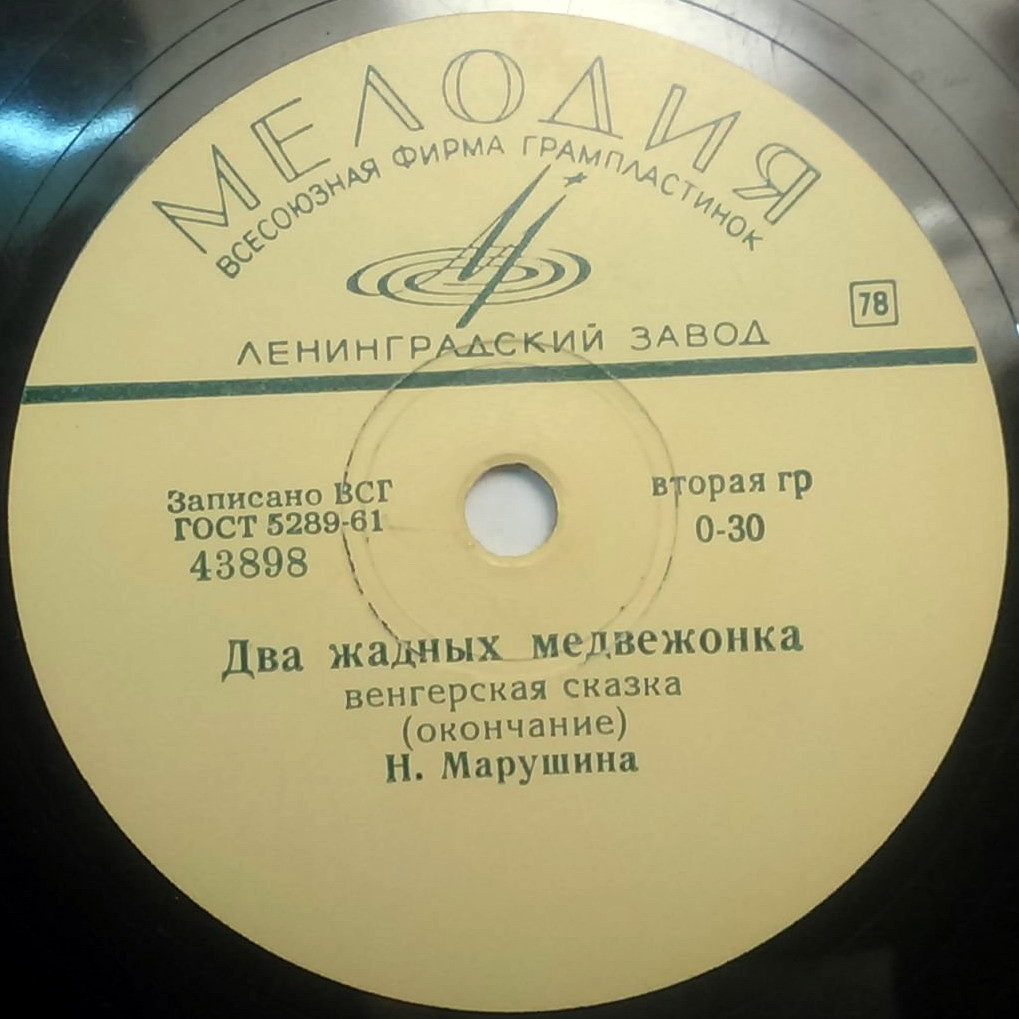 МЕЛОДИЯ
ВСЕСОЮЗНАЯ ФИРМА ГРАМПЛАСТИНОК
78
ЛЕНИНГРАДСКИЙ ЗАВОД
Записано ВСГ
ГОСТ 5289-61
43898
вторая гр
0-30
Два жадных медвежонка
венгерская сказка
(окончание)
Н. Марушина